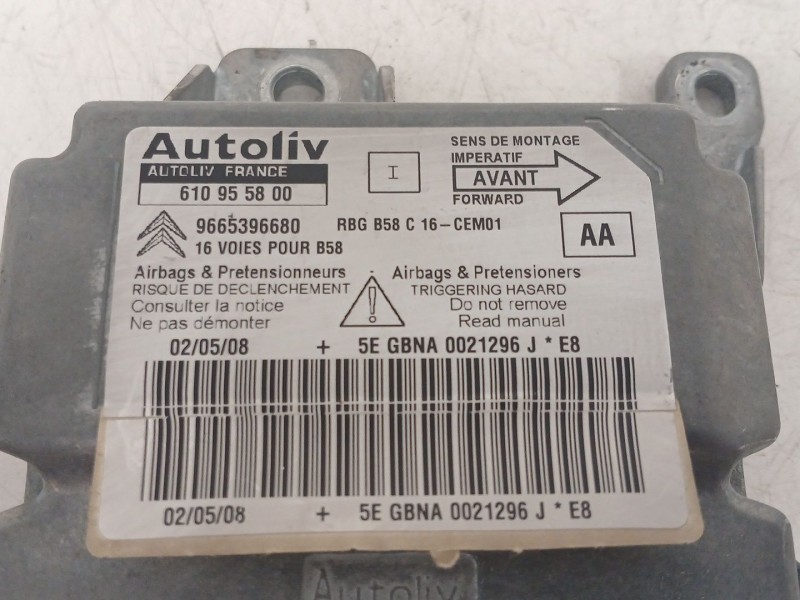 Autoliv
AUTOLIV FRANCE
610 95 58 00
I
SENS DE MONTAGE
IMPERATIF
AVANT
FORWARD
9665396680
RBG B58 C 16-CEM01
16 VOIES POUR B58
AA
Airbags & Pretensionneurs
RISQUE DE DECLENCHEMENT
Consulter la notice
Ne pas démonter
!
Airbags & Pretensioners
TRIGGERING HASARD
Do not remove
Read manual
02/05/08 + 5E GBNA 0021296 J * E8
02/05/08 + 5E GBNA 0021296 J * E8
Autoliv